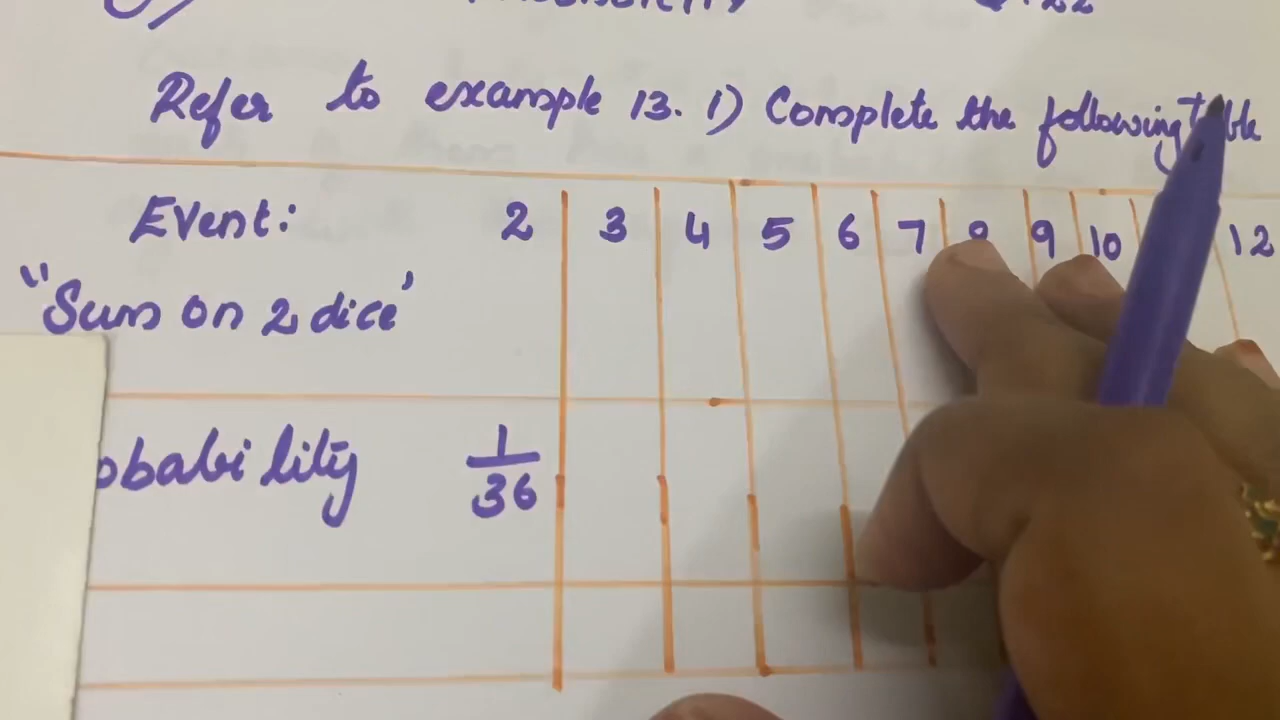 Refer to example 13. 1) Complete the following table
Event: 2 3 4 5 6 7 8 9 10 12
"Sum on 2 dice'
obability 1/36